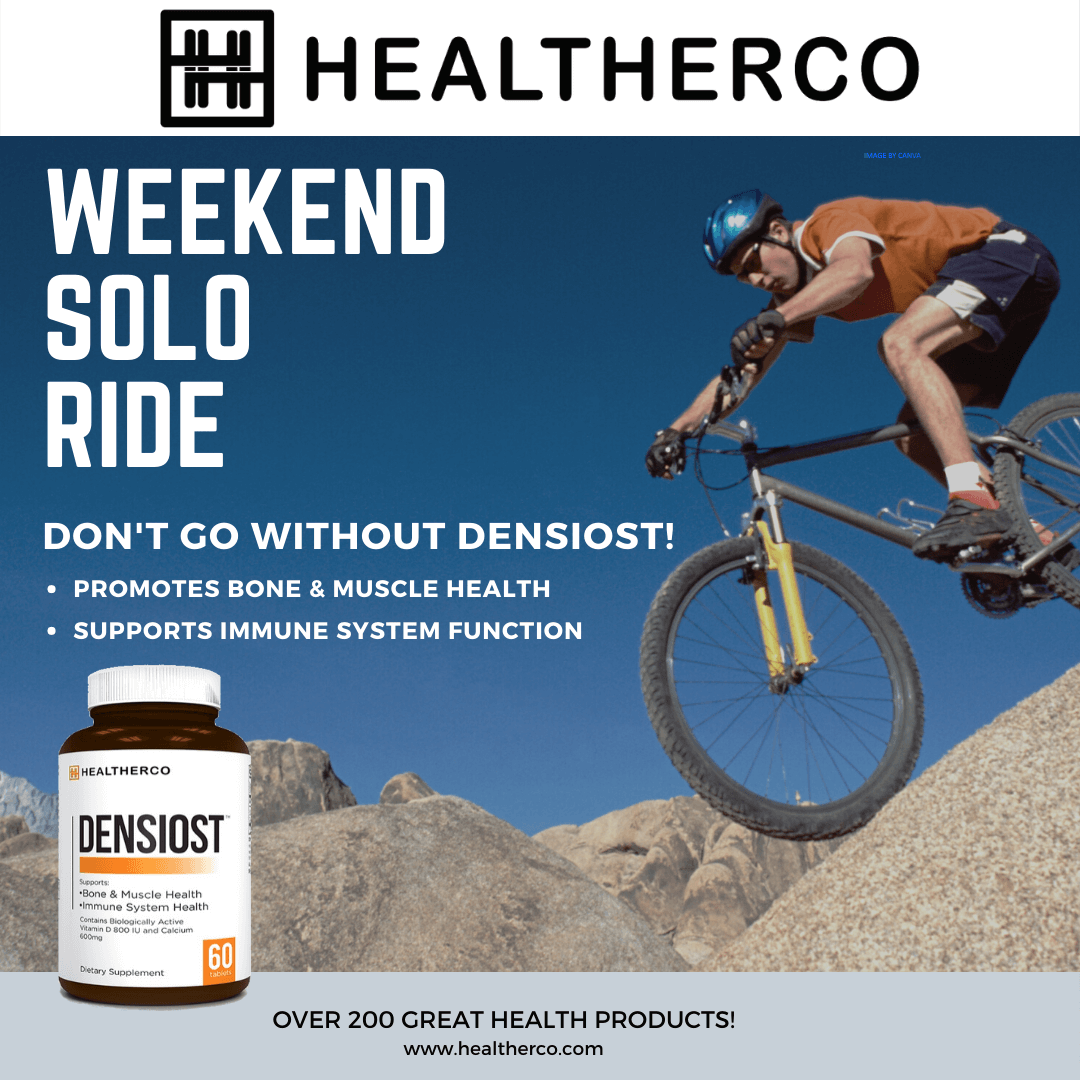 HEALTHERCO
MADE BY CANVA
WEEKEND
SOLO
RIDE
DON'T GO WITHOUT DENSIOST!
• PROMOTES BONE & MUSCLE HEALTH
• SUPPORTS IMMUNE SYSTEM FUNCTION
HEALTHERCO
DENSIOST™
Supports:
•Bone & Muscle Health
•Immune System Health
Contains Biologically Active
Vitamin D 800 IU and Calcium
600mg
60
tablets
Dietary Supplement
OVER 200 GREAT HEALTH PRODUCTS!
www.healtherco.com